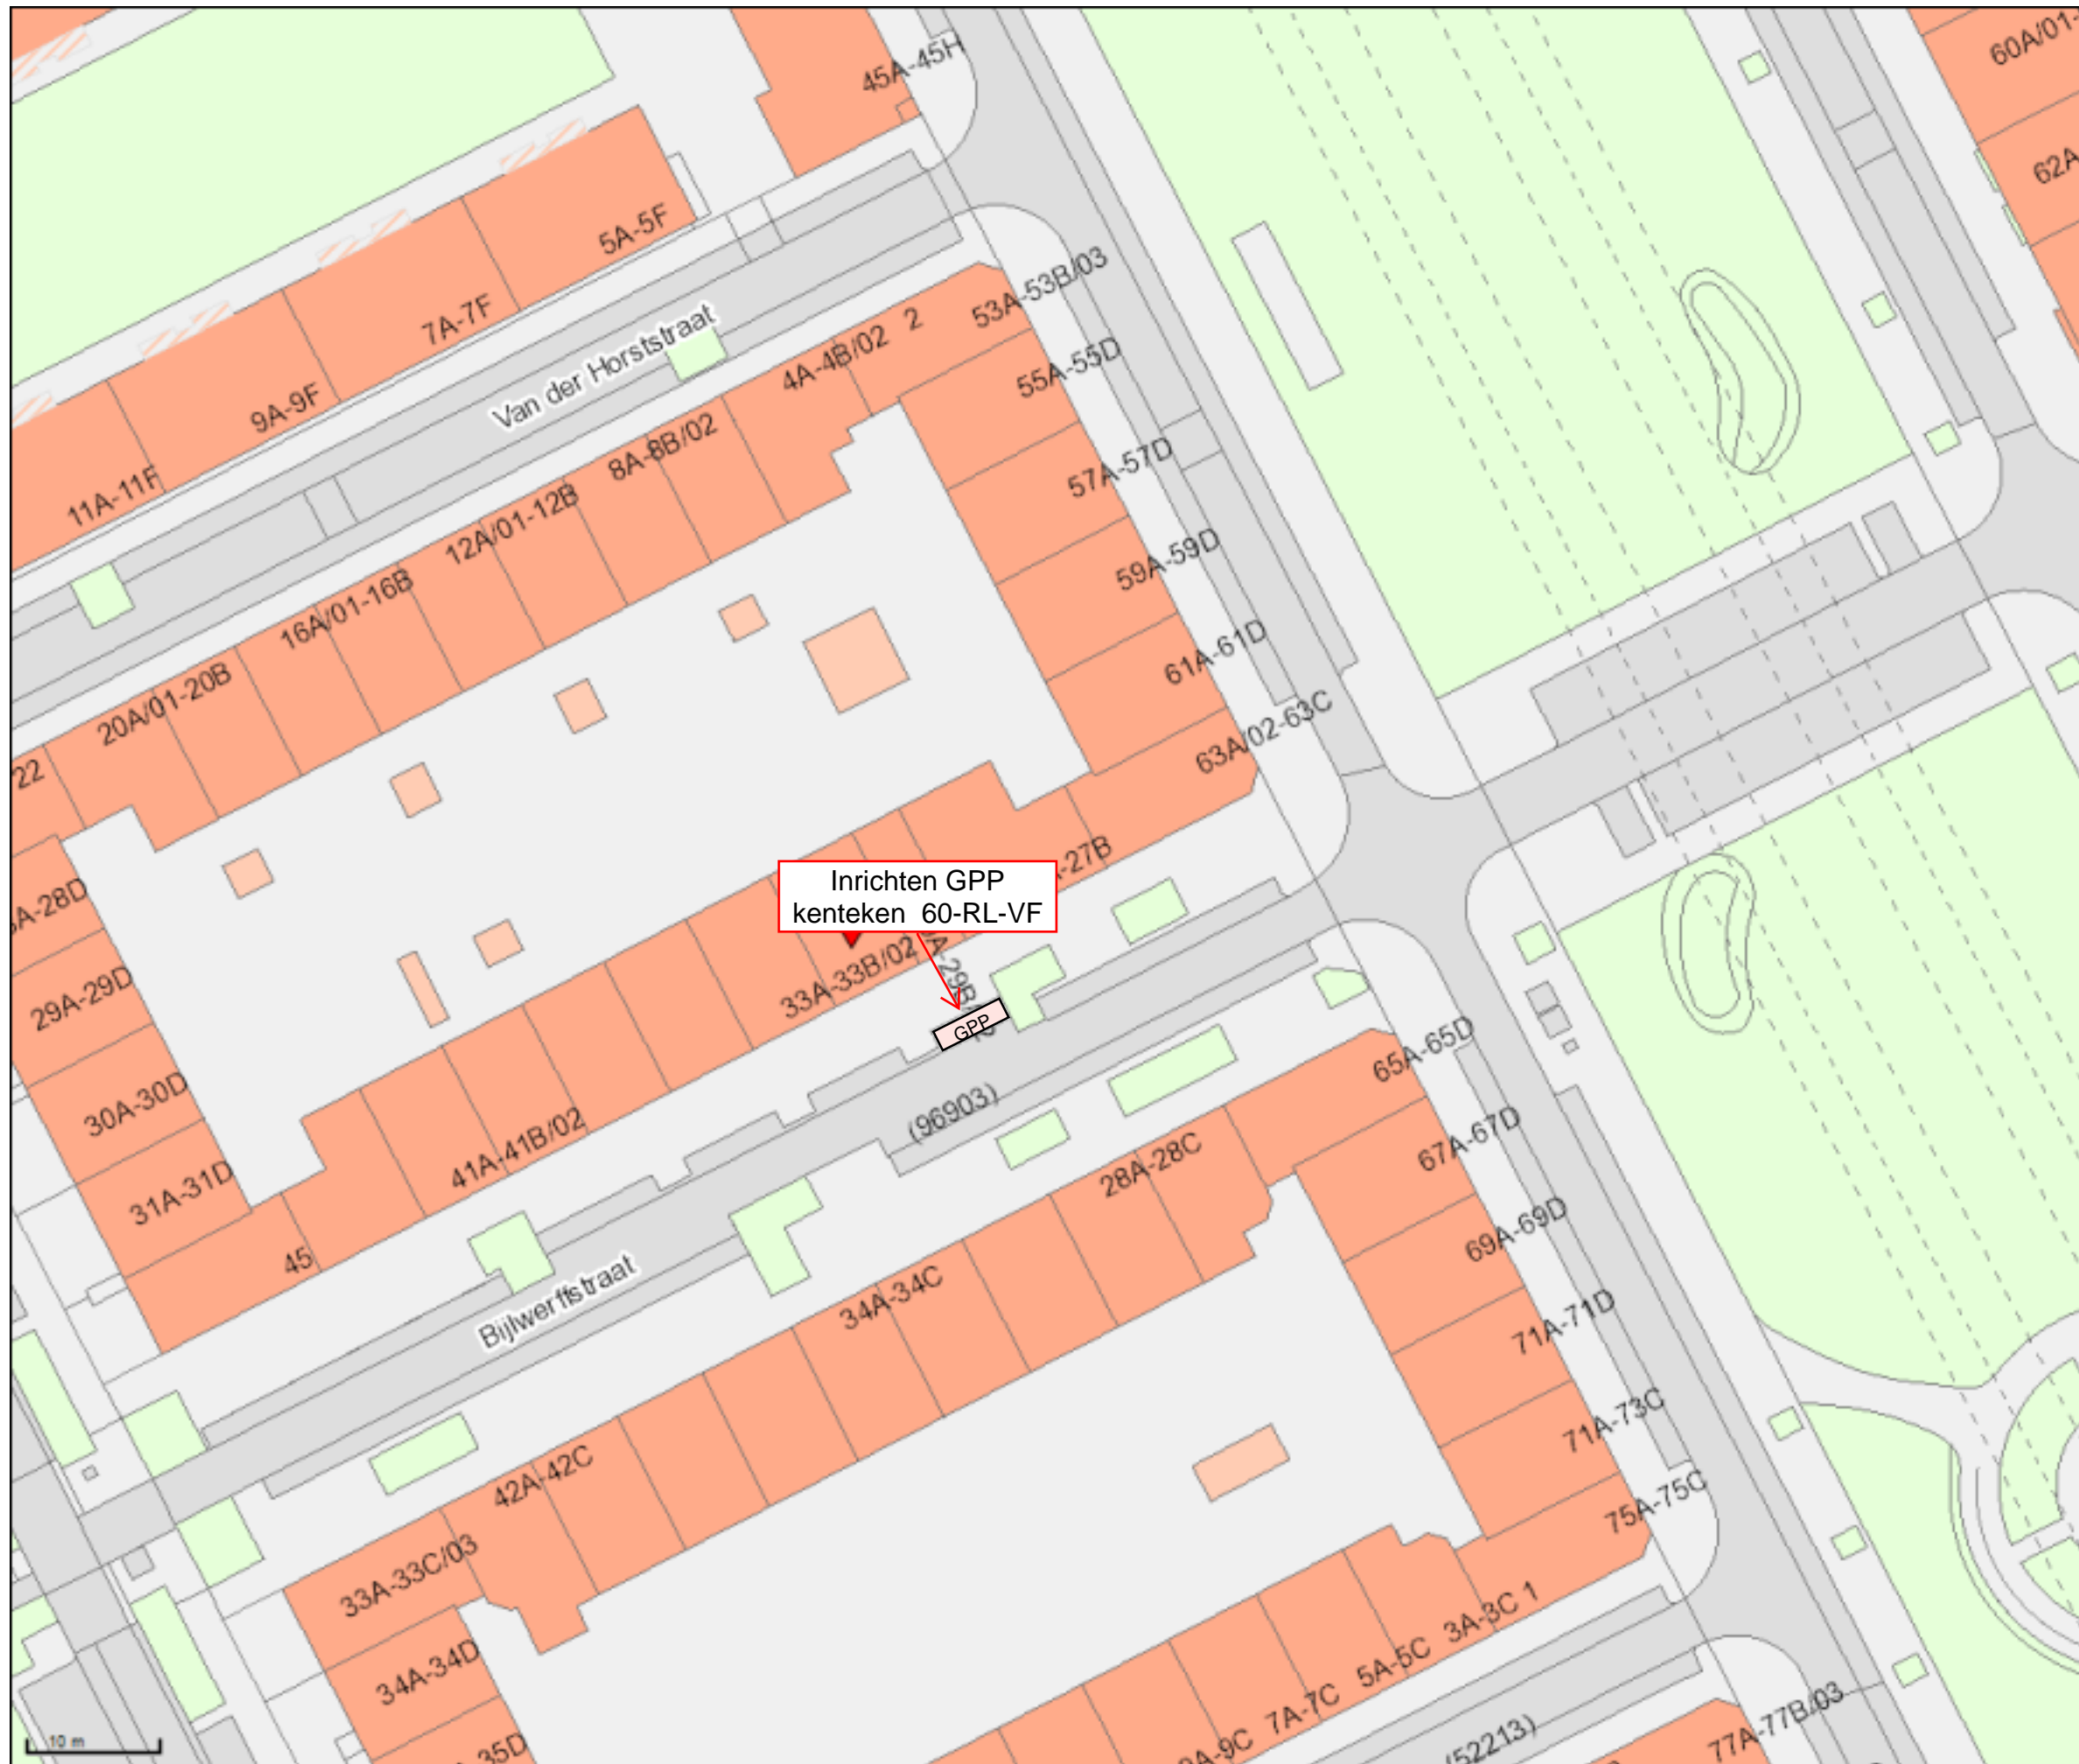 45A-45H
60A/01-
62A
5A-5F
7A-7F
9A-9F
11A-11F
Van der Horststraat
53A-53B/03
2
4A-4B/02
8A-8B/02
12A/01-12B
16A/01-16B
20A/01-20B
22
55A-55D
57A-57D
59A-59D
61A-61D
63A/02-63C
-27B
Inrichten GPP
kenteken 60-RL-VF
A-28D
29A-29D
30A-30D
31A-31D
33A-33B/02
GPP
41A-41B/02
45
(96903)
Bijlwerffstraat
65A-65D
67A-67D
69A-69D
71A-71D
71A-73C
75A-75C
28A-28C
34A-34C
42A-42C
33A-33C/03
34A-34D
-35D
3A-3C 1
5A-5C
7A-7C
9A-9C
(52213)
77A-77B/03
10 m